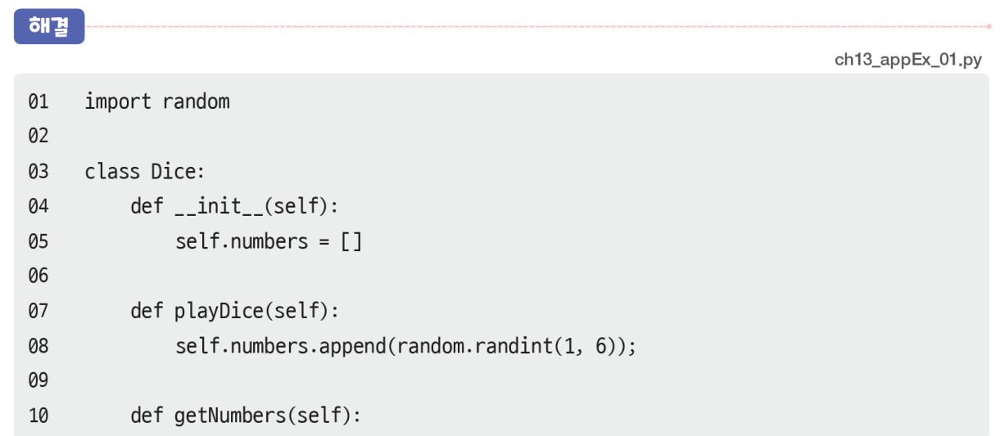 해결
ch13_appEx_01.py
01 import random
02
03 class Dice:
04 def __init__(self):
05 self.numbers = []
06
07 def playDice(self):
08 self.numbers.append(random.randint(1, 6));
09
10 def getNumbers(self):